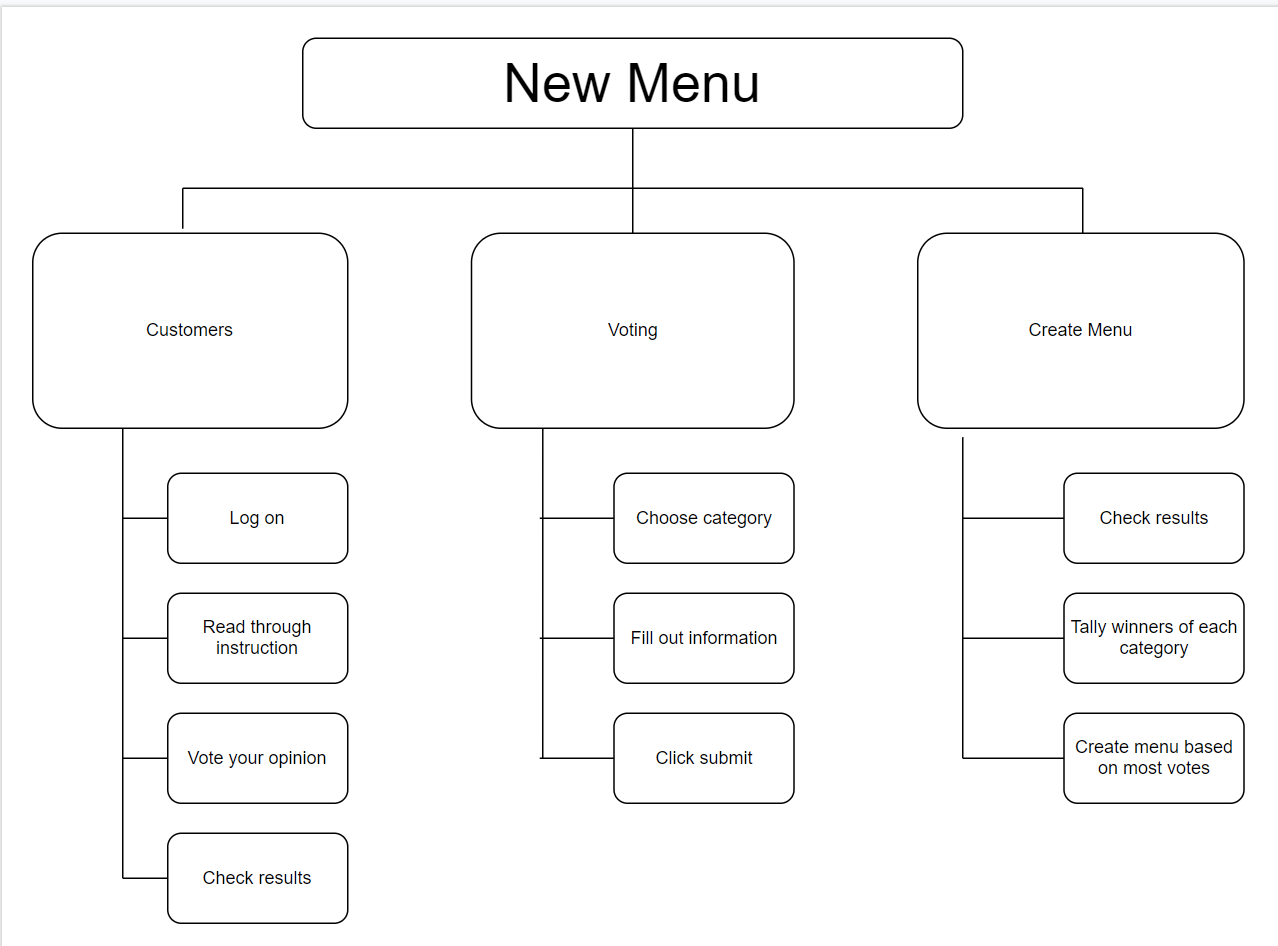 New Menu
Customers
Voting
Create Menu
Log on
Read through
instruction
Vote your opinion
Check results
Choose category
Fill out information
Click submit
Check results
Tally winners of each
category
Create menu based
on most votes